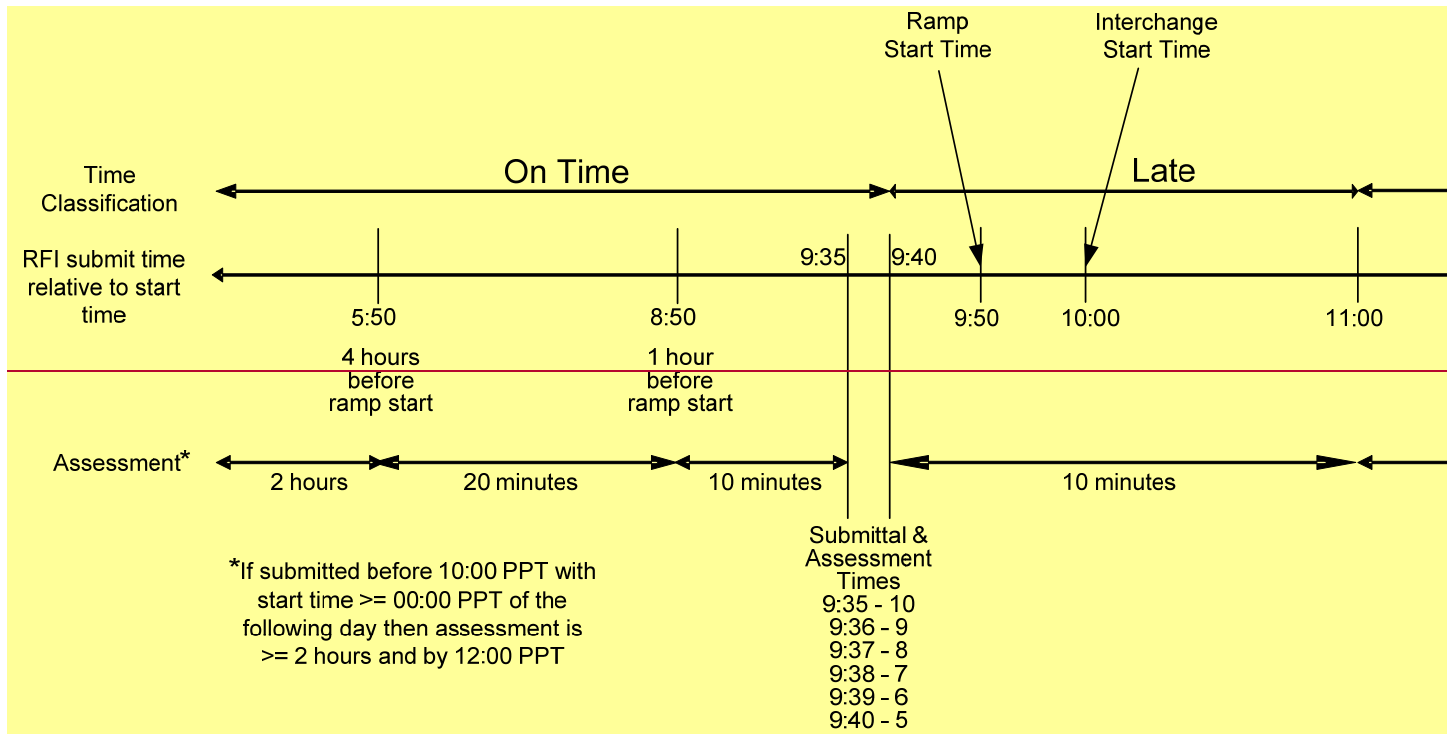 Ramp
Start Time
Interchange
Start Time
Time
Classification
On Time
Late
RFI submit time
relative to start
time
9:35
9:40
5:50
8:50
9:50
10:00
11:00
4 hours
before
ramp start
1 hour
before
ramp start
Assessment*
2 hours
20 minutes
10 minutes
10 minutes
Submittal &
Assessment
Times
9:35 - 10
9:36 - 9
9:37 - 8
9:38 - 7
9:39 - 6
9:40 - 5
*If submitted before 10:00 PPT with
start time >= 00:00 PPT of the
following day then assessment is
>= 2 hours and by 12:00 PPT